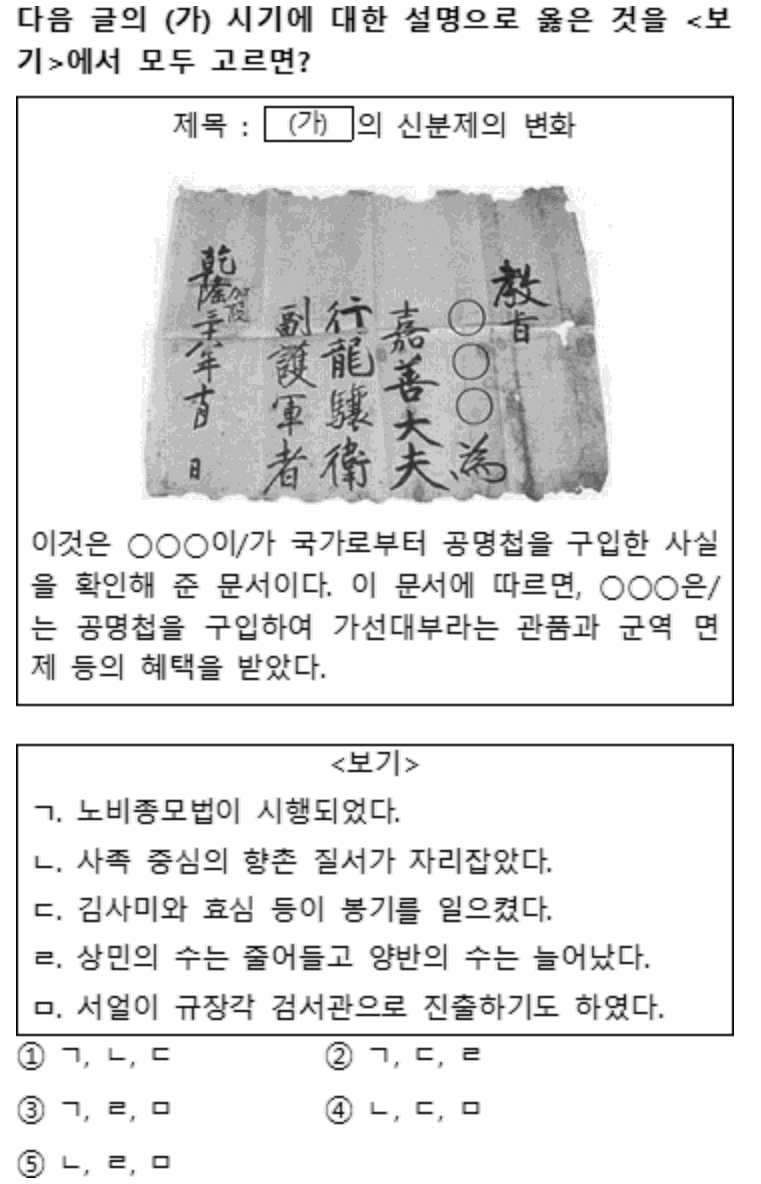 다음 글의 (가) 시기에 대한 설명으로 옳은 것을 <보
기>에서 모두 고르면?
제목 : (가)의 신분제의 변화
敎旨
○○○爲
嘉善大夫
行龍驤衛
副護軍者
乾隆三十八年十月 日
加設
이것은 ○○○이/가 국가로부터 공명첩을 구입한 사실
을 확인해 준 문서이다. 이 문서에 따르면, ○○○은/
는 공명첩을 구입하여 가선대부라는 관품과 군역 면
제 등의 혜택을 받았다.
<보기>
ㄱ. 노비종모법이 시행되었다.
ㄴ. 사족 중심의 향촌 질서가 자리잡았다.
ㄷ. 김사미와 효심 등이 봉기를 일으켰다.
ㄹ. 상민의 수는 줄어들고 양반의 수는 늘어났다.
ㅁ. 서얼이 규장각 검서관으로 진출하기도 하였다.
① ㄱ, ㄴ, ㄷ ② ㄱ, ㄷ, ㄹ
③ ㄱ, ㄹ, ㅁ ④ ㄴ, ㄷ, ㅁ
⑤ ㄴ, ㄹ, ㅁ